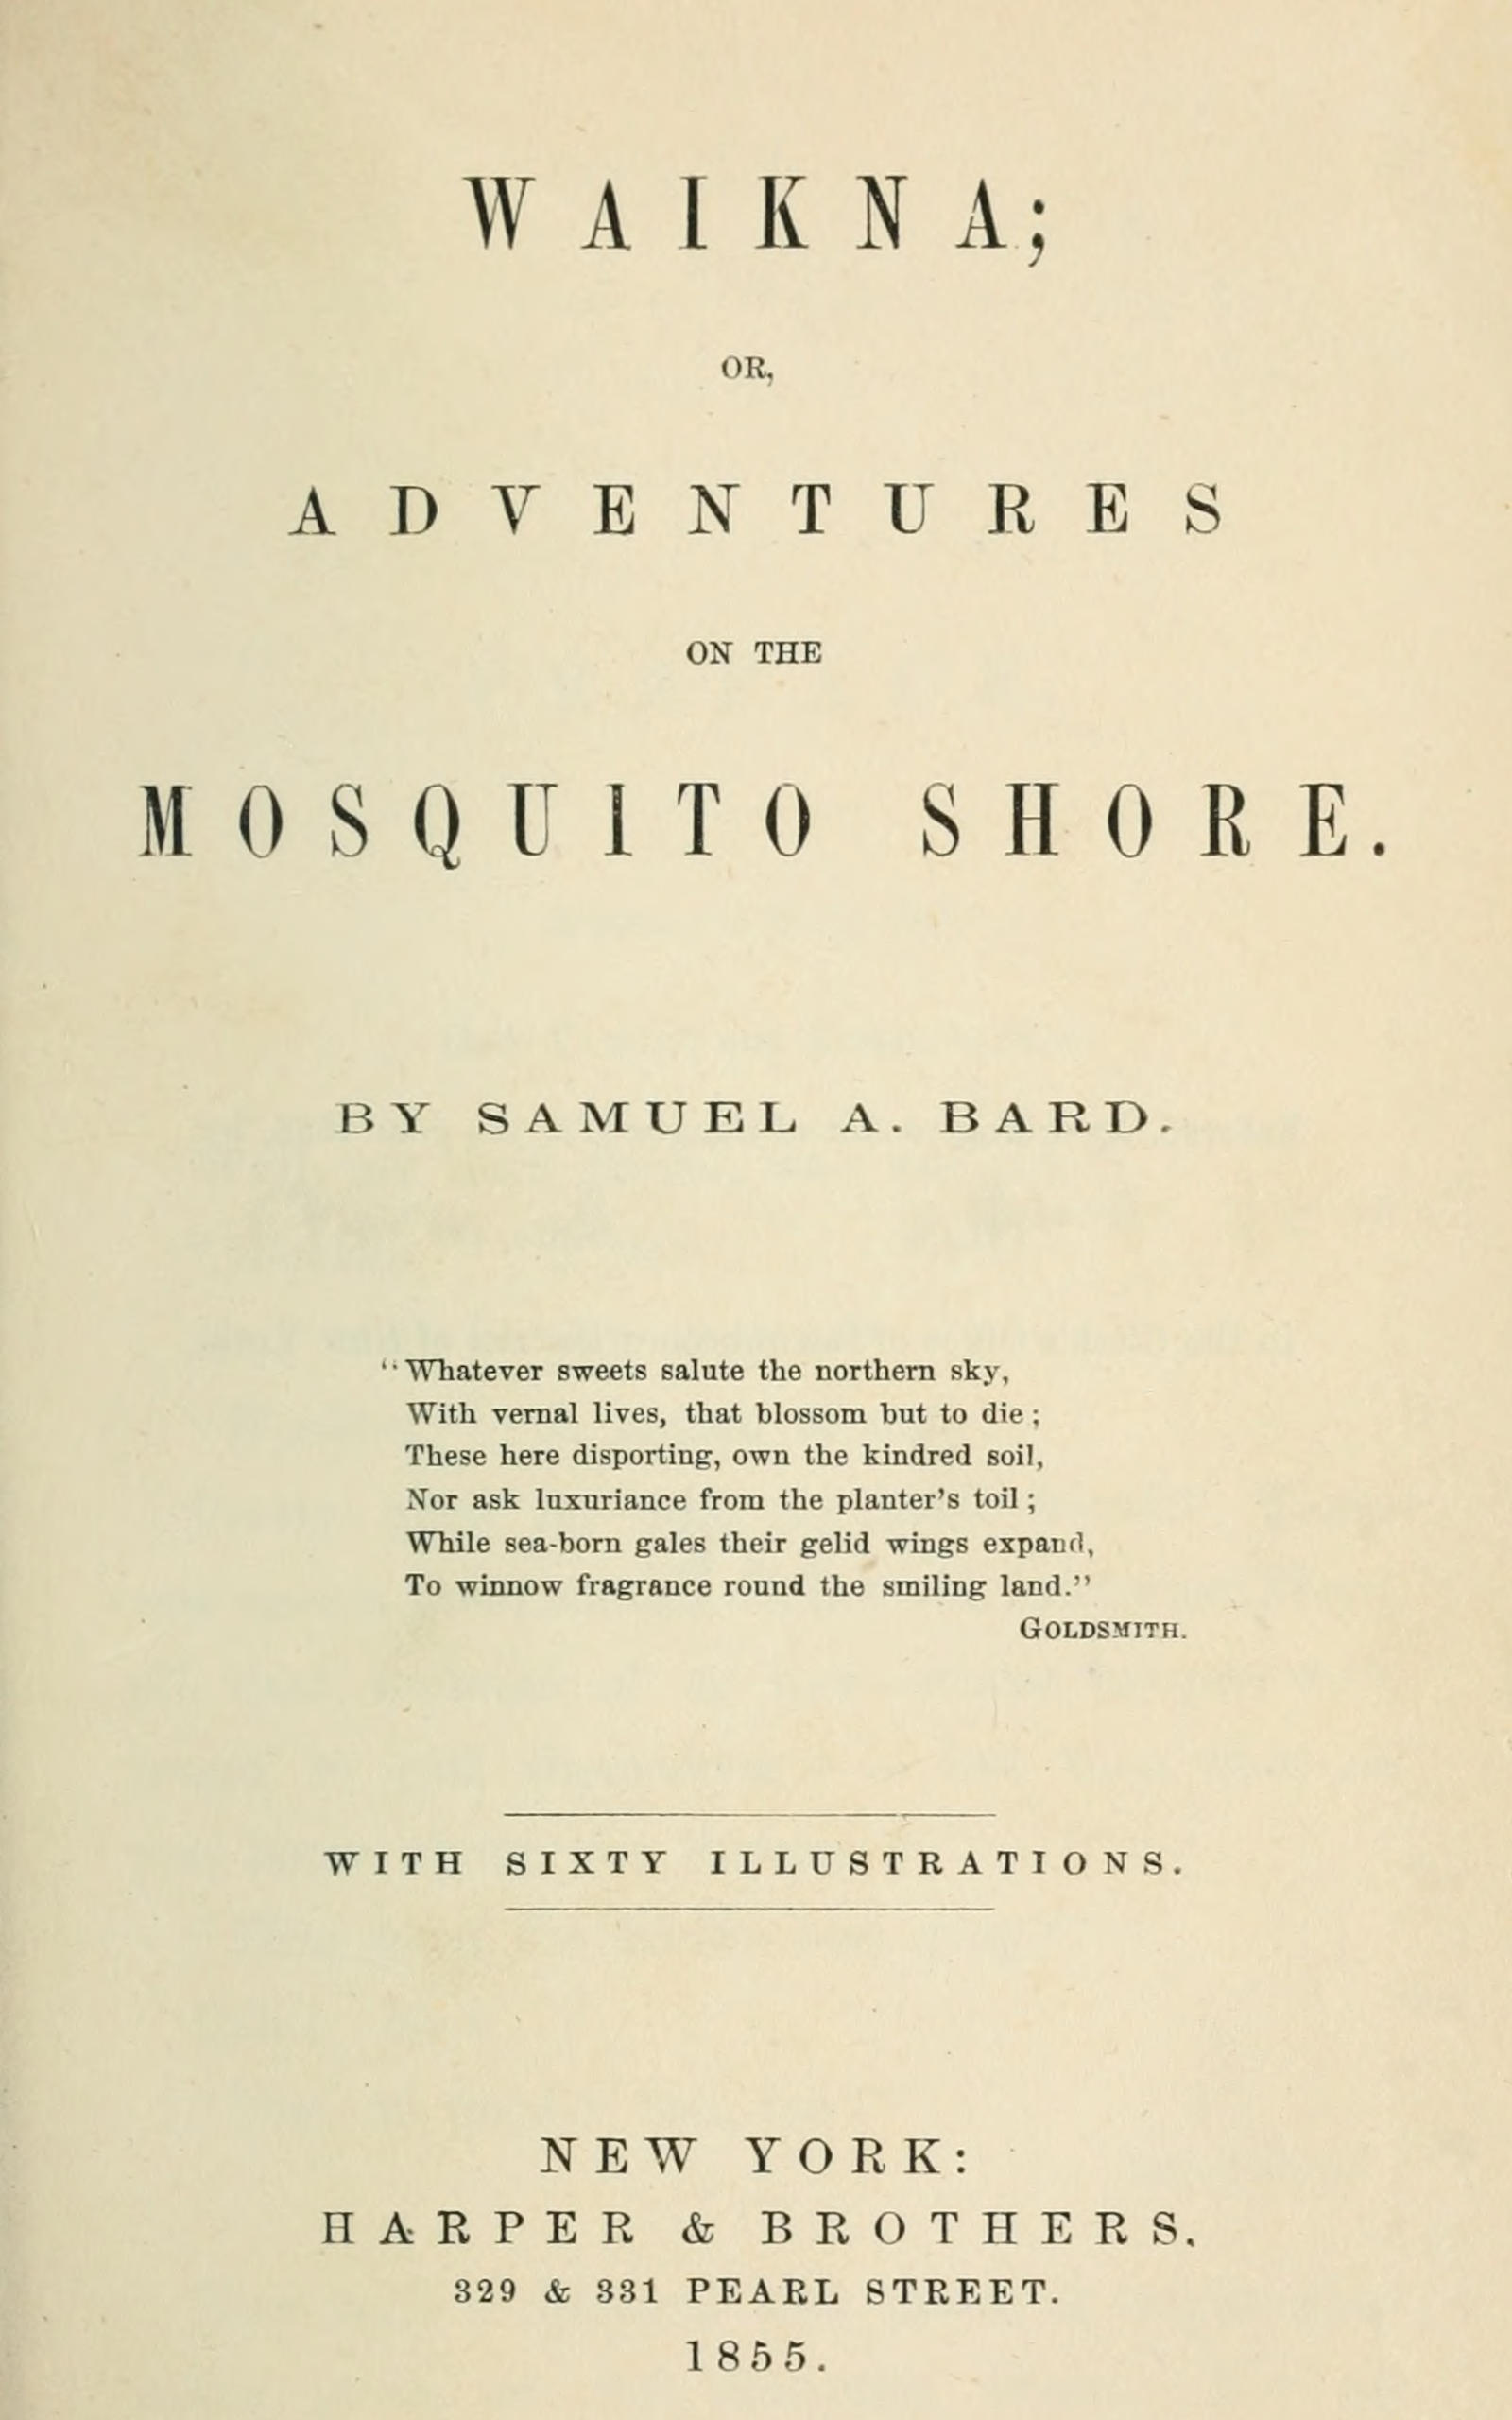 WAIKNA;
OR,
ADVENTURES
ON THE
MOSQUITO SHORE.
BY SAMUEL A. BARD.
“Whatever sweets salute the northern sky,
With vernal lives, that blossom but to die;
These here disporting, own the kindred soil,
Nor ask luxuriance from the planter’s toil;
While sea-born gales their gelid wings expand,
To winnow fragrance round the smiling land.”
GOLDSMITH.
WITH SIXTY ILLUSTRATIONS.
NEW YORK:
HARPER & BROTHERS.
329 & 331 PEARL STREET.
1855.